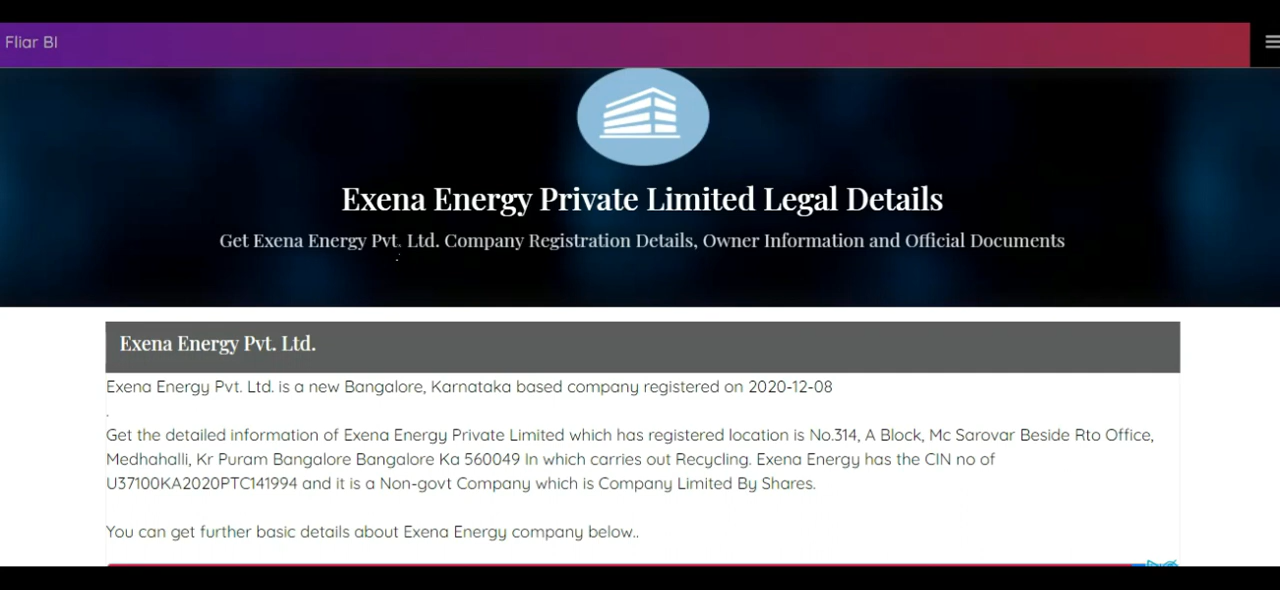 Fliar BI
Exena Energy Private Limited Legal Details
Get Exena Energy Pvt. Ltd. Company Registration Details, Owner Information and Official Documents
Exena Energy Pvt. Ltd.
Exena Energy Pvt. Ltd. is a new Bangalore, Karnataka based company registered on 2020-12-08
.
Get the detailed information of Exena Energy Private Limited which has registered location is No.314, A Block, Mc Sarovar Beside Rto Office,
Medhahalli, Kr Puram Bangalore Bangalore Ka 560049 In which carries out Recycling. Exena Energy has the CIN no of
U37100KA2020PTC141994 and it is a Non-govt Company which is Company Limited By Shares.
You can get further basic details about Exena Energy company below..